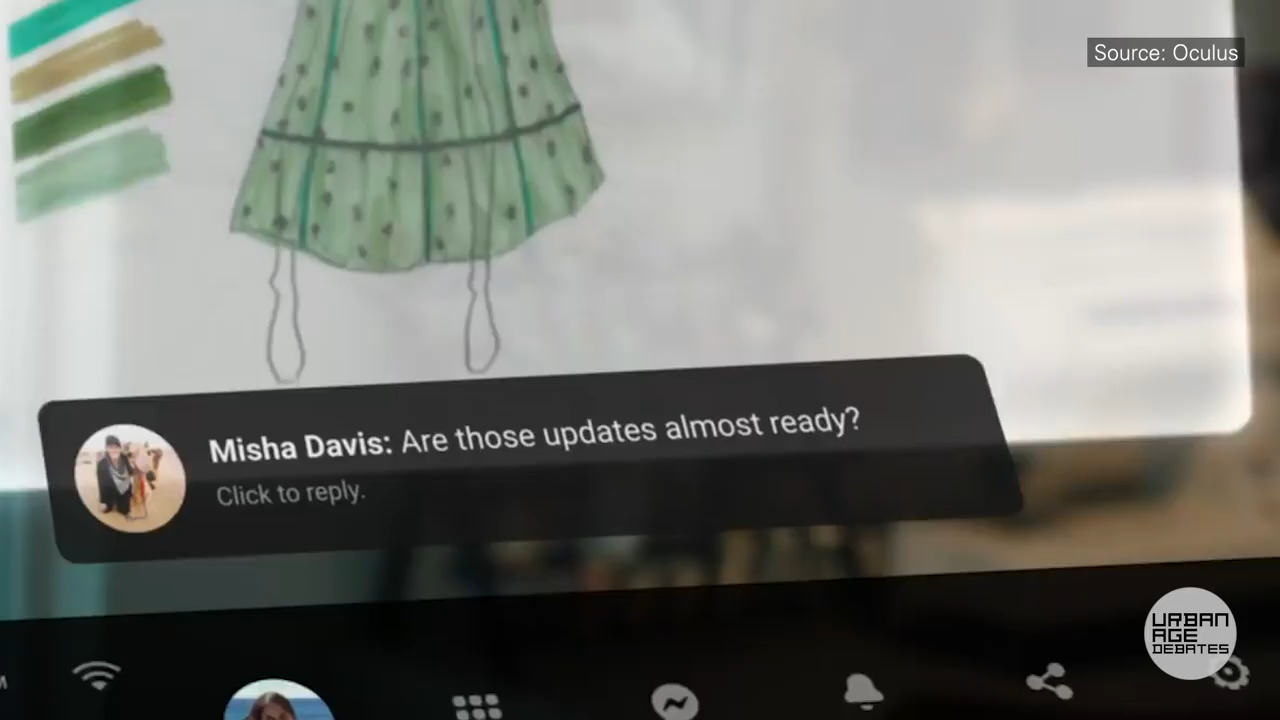 Source: Oculus
Misha Davis: Are those updates almost ready?
Click to reply.
URBAN
AGE
DEBATES